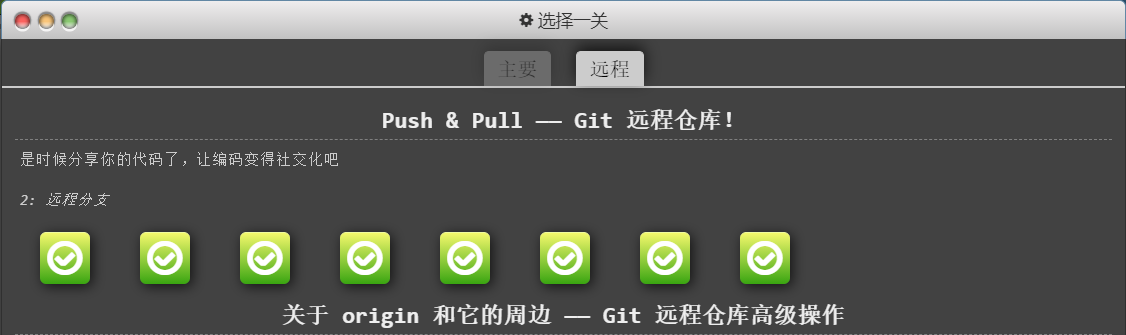 选择一关
主要 远程
Push & Pull —— Git 远程仓库！
是时候分享你的代码了，让编码变得社交化吧
2: 远程分支
关于 origin 和它的周边 —— Git 远程仓库高级操作